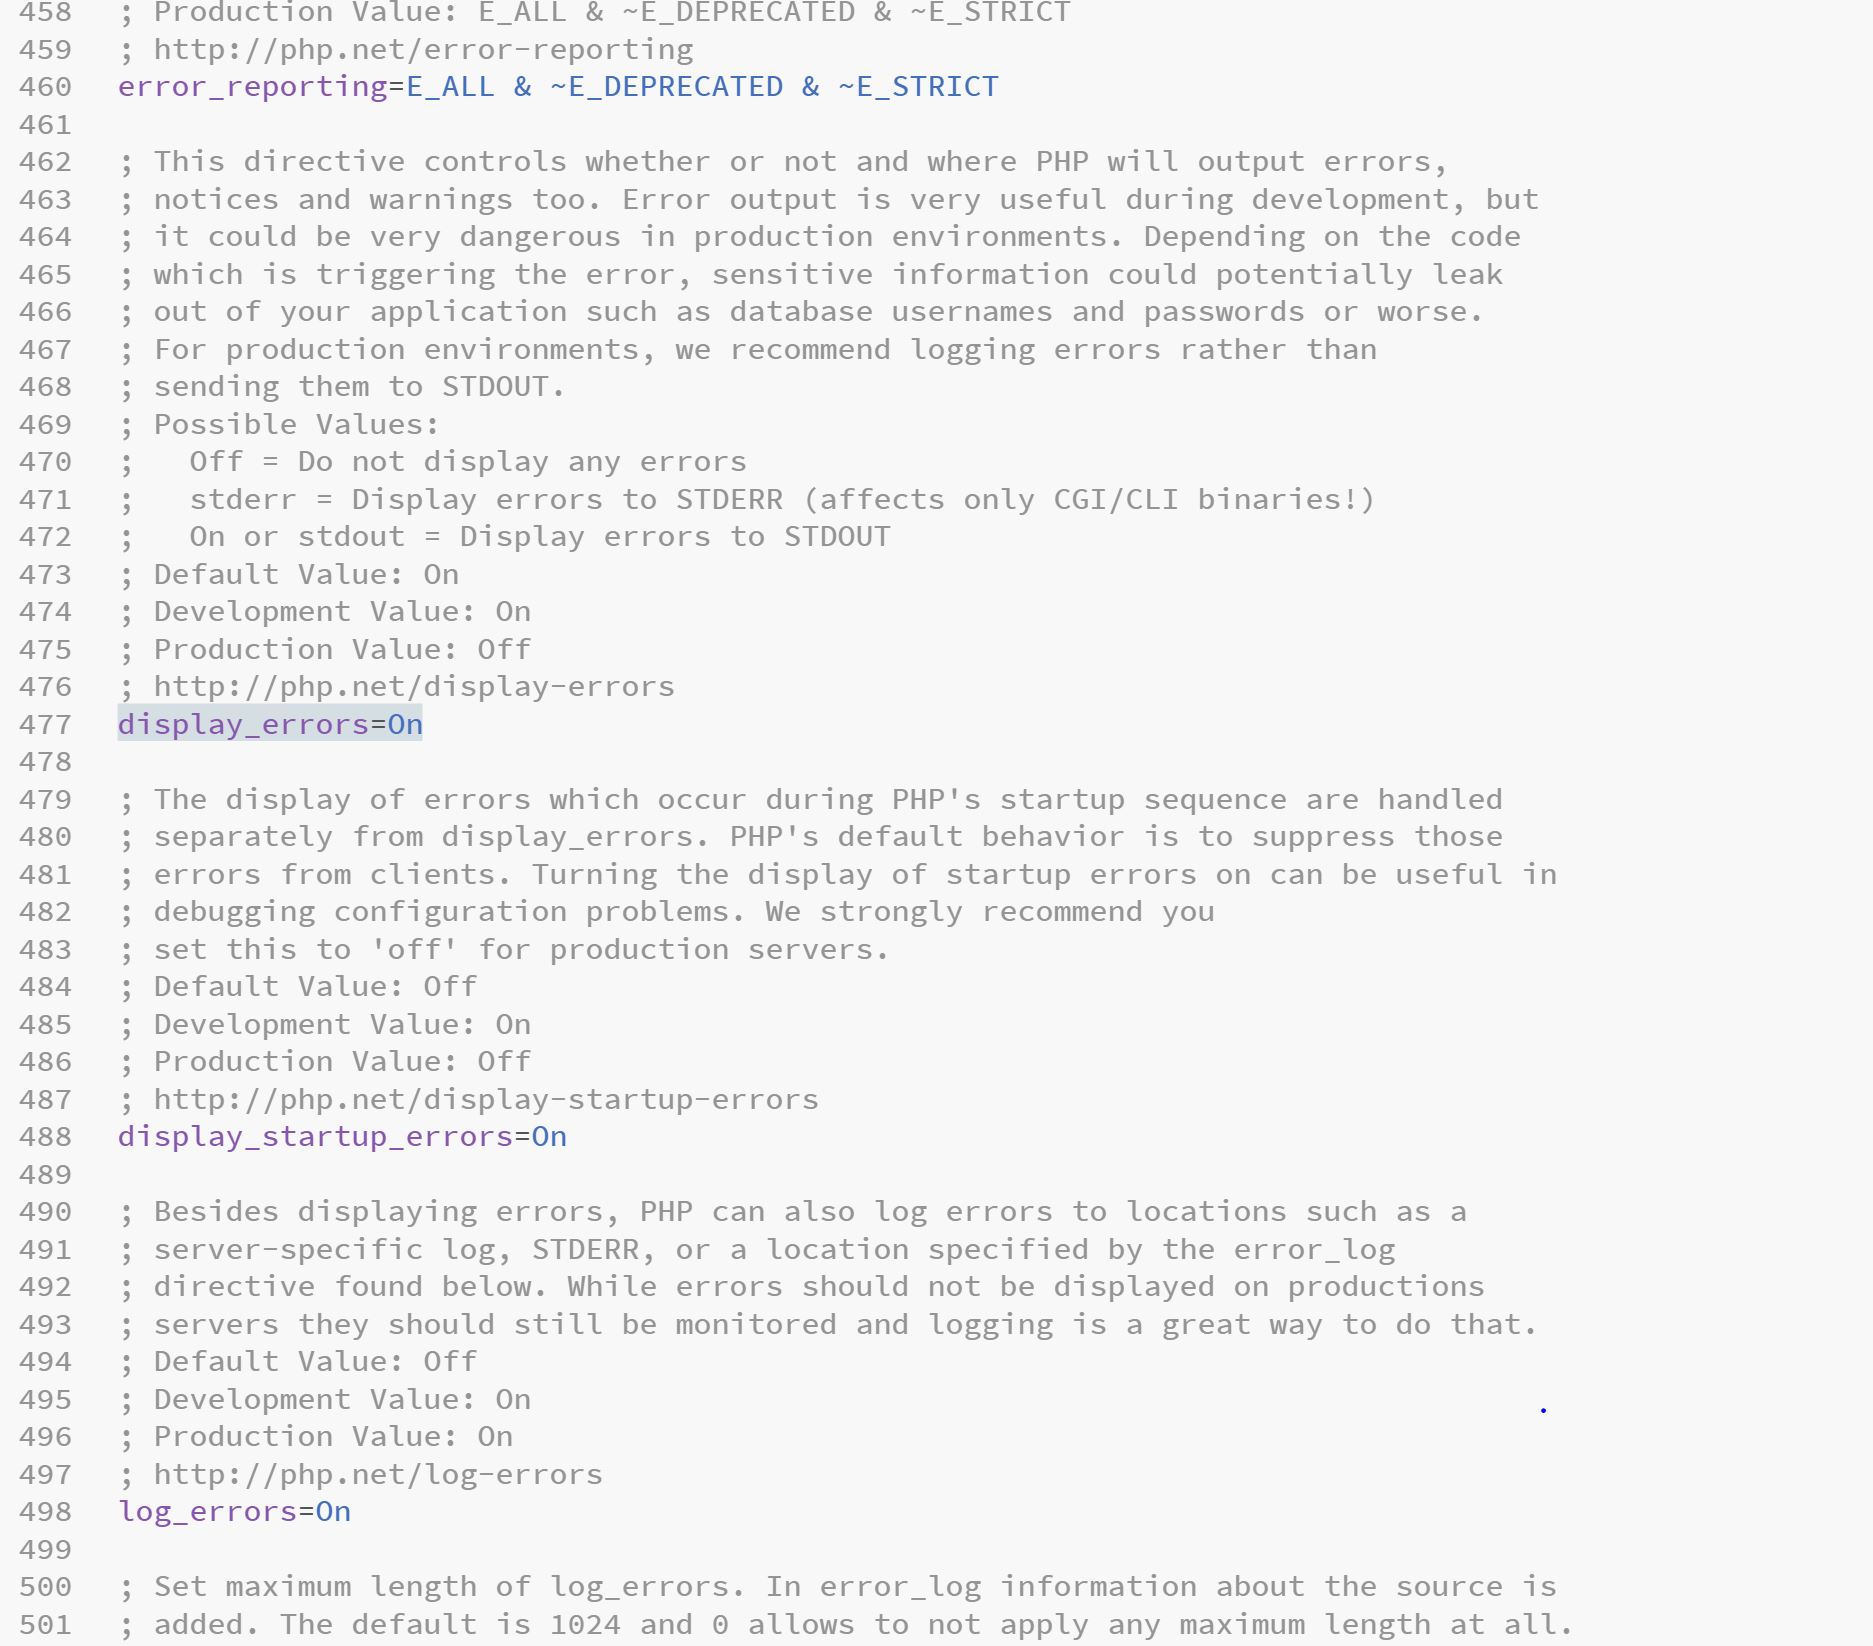 458 ; Production Value: E_ALL & ~E_DEPRECATED & ~E_STRICT
459 ; http://php.net/error-reporting
460 error_reporting=E_ALL & ~E_DEPRECATED & ~E_STRICT
461
462 ; This directive controls whether or not and where PHP will output errors,
463 ; notices and warnings too. Error output is very useful during development, but
464 ; it could be very dangerous in production environments. Depending on the code
465 ; which is triggering the error, sensitive information could potentially leak
466 ; out of your application such as database usernames and passwords or worse.
467 ; For production environments, we recommend logging errors rather than
468 ; sending them to STDOUT.
469 ; Possible Values:
470 ;   Off = Do not display any errors
471 ;   stderr = Display errors to STDERR (affects only CGI/CLI binaries!)
472 ;   On or stdout = Display errors to STDOUT
473 ; Default Value: On
474 ; Development Value: On
475 ; Production Value: Off
476 ; http://php.net/display-errors
477 display_errors=On
478
479 ; The display of errors which occur during PHP's startup sequence are handled
480 ; separately from display_errors. PHP's default behavior is to suppress those
481 ; errors from clients. Turning the display of startup errors on can be useful in
482 ; debugging configuration problems. We strongly recommend you
483 ; set this to 'off' for production servers.
484 ; Default Value: Off
485 ; Development Value: On
486 ; Production Value: Off
487 ; http://php.net/display-startup-errors
488 display_startup_errors=On
489
490 ; Besides displaying errors, PHP can also log errors to locations such as a
491 ; server-specific log, STDERR, or a location specified by the error_log
492 ; directive found below. While errors should not be displayed on productions
493 ; servers they should still be monitored and logging is a great way to do that.
494 ; Default Value: Off
495 ; Development Value: On
496 ; Production Value: On
497 ; http://php.net/log-errors
498 log_errors=On
499
500 ; Set maximum length of log_errors. In error_log information about the source is
501 ; added. The default is 1024 and 0 allows to not apply any maximum length at all.